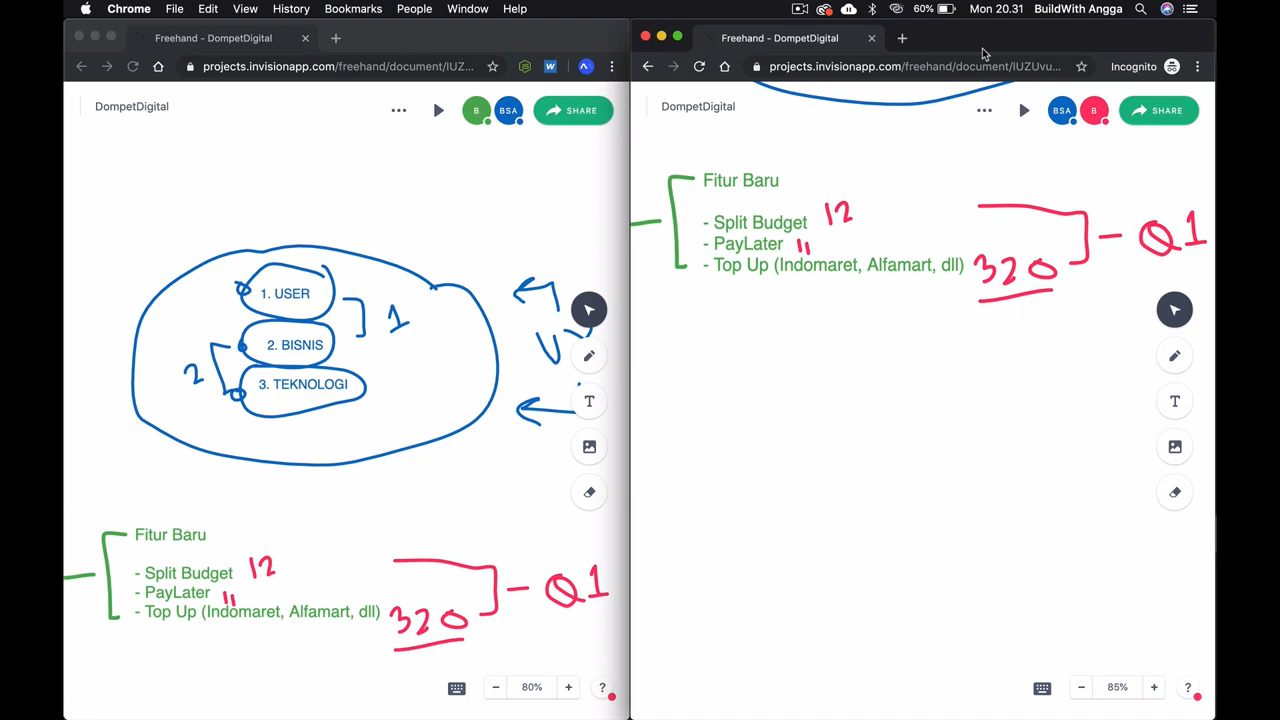 Chrome File Edit View History Bookmarks People Window Help
60% Mon 20.31 BuildWith Angga
Freehand - DompetDigital
projects.invisionapp.com/freehand/document/IUZ...
DompetDigital
B
BSA
SHARE
1. USER
2. BISNIS
3. TEKNOLOGI
1
2
T
Fitur Baru
- Split Budget 12
- PayLater 11
- Top Up (Indomaret, Alfamart, dll) 320
Q1
80%
?
Freehand - DompetDigital
projects.invisionapp.com/freehand/document/IUZUvu...
Incognito
DompetDigital
BSA
B
SHARE
Fitur Baru
- Split Budget 12
- PayLater 11
- Top Up (Indomaret, Alfamart, dll) 320
Q1
T
85%
?